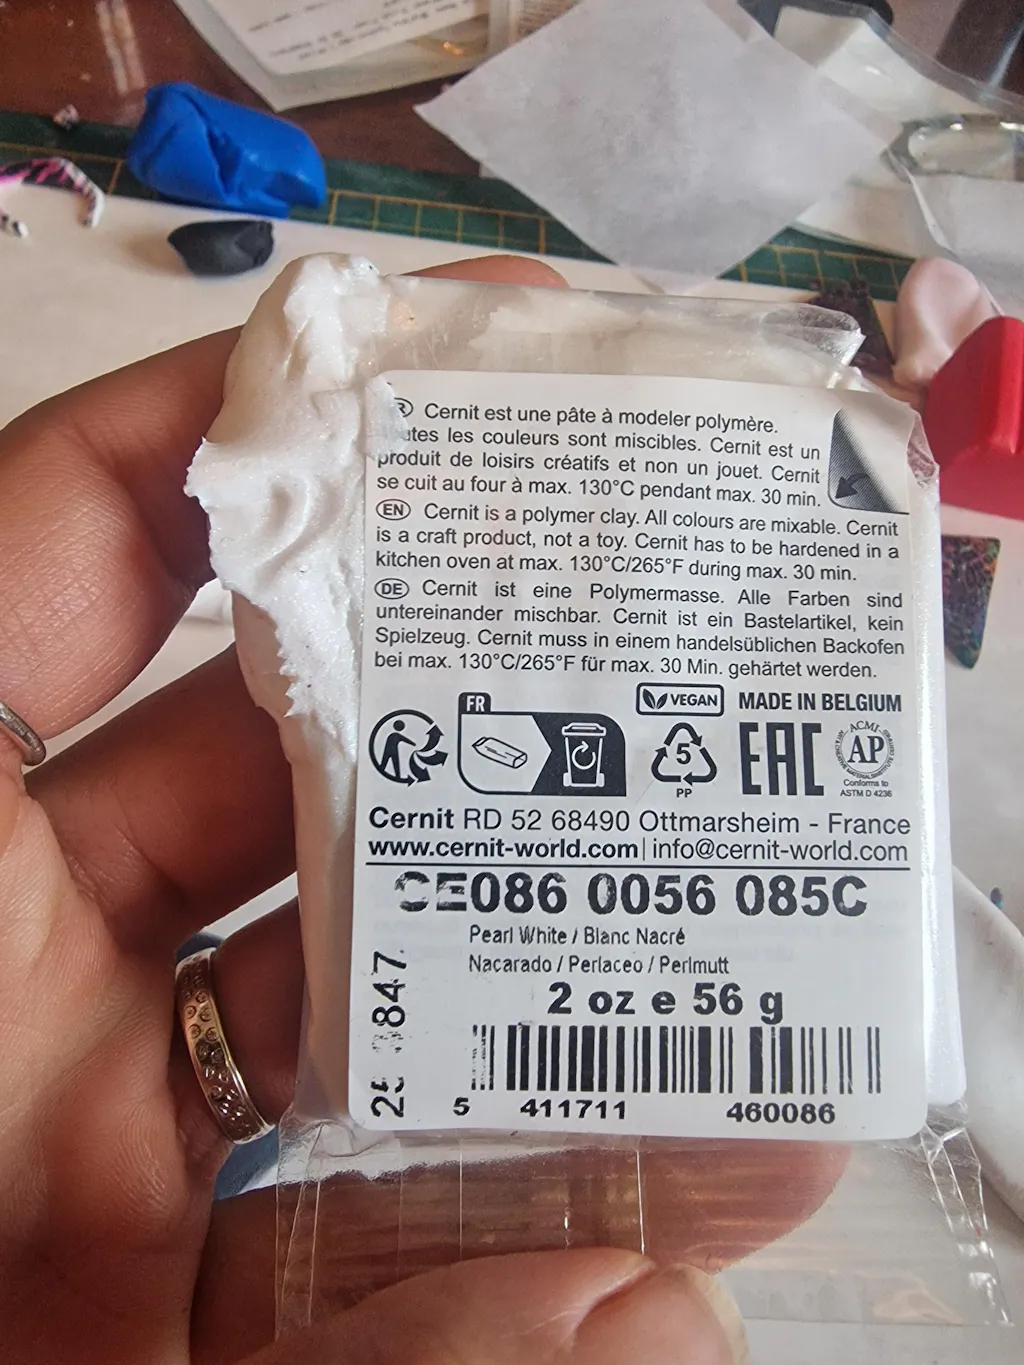 Cernit est une pâte à modeler polymère.
les couleurs sont miscibles. Cernit est un
produit de loisirs créatifs et non un jouet. Cernit
se cuit au four à max. 130°C pendant max. 30 min.
EN Cernit is a polymer clay. All colours are mixable. Cernit
is a craft product, not a toy. Cernit has to be hardened in a
kitchen oven at max. 130°C/265°F during max. 30 min.
DE Cernit ist eine Polymermasse. Alle Farben sind
untereinander mischbar. Cernit ist ein Bastelartikel, kein
Spielzeug. Cernit muss in einem handelsüblichen Backofen
bei max. 130°C/265°F für max. 30 Min. gehärtet werden.
FR
VEGAN MADE IN BELGIUM
5
PP
EAC
ACMI
AP
Conforms to
ASTM D 4236
Cernit RD 52 68490 Ottmarsheim - France
www.cernit-world.com | info@cernit-world.com
CE086 0056 085C
Pearl White / Blanc Nacré
Nacarado / Perlaceo / Perlmutt
2 oz e 56 g
5 411711 460086